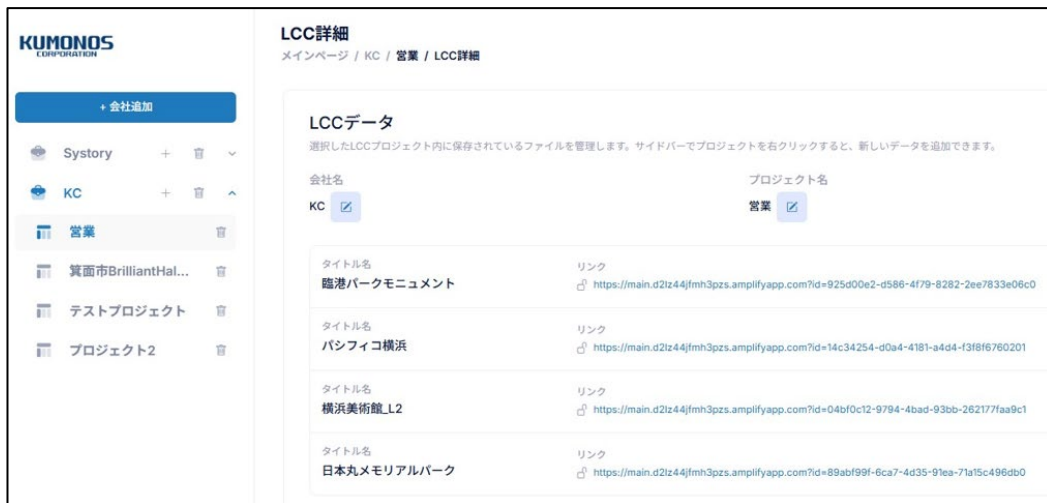 KUMONOS
CORPORATION
+ 会社追加
Systory
KC
営業
箕面市BrilliantHal...
テストプロジェクト
プロジェクト2
LCC詳細
メインページ / KC / 営業 / LCC詳細
LCCデータ
選択したLCCプロジェクト内に保存されているファイルを管理します。サイドバーでプロジェクトを右クリックすると、新しいデータを追加できます。
会社名
プロジェクト名
KC
営業
タイトル名
リンク
臨港パークモニュメント
https://main.d2lz44jfmh3pzs.amplifyapp.com?id=925d00e2-d586-4f79-8282-2ee7833e06c0
タイトル名
リンク
パシフィコ横浜
https://main.d2lz44jfmh3pzs.amplifyapp.com?id=14c34254-d0a4-4181-a4d4-f3f8f6760201
タイトル名
リンク
横浜美術館_L2
https://main.d2lz44jfmh3pzs.amplifyapp.com?id=04bf0c12-9794-4bad-93bb-262177faa9c1
タイトル名
リンク
日本丸メモリアルパーク
https://main.d2lz44jfmh3pzs.amplifyapp.com?id=89abf99f-6ca7-4d35-91ea-71a15c496db0